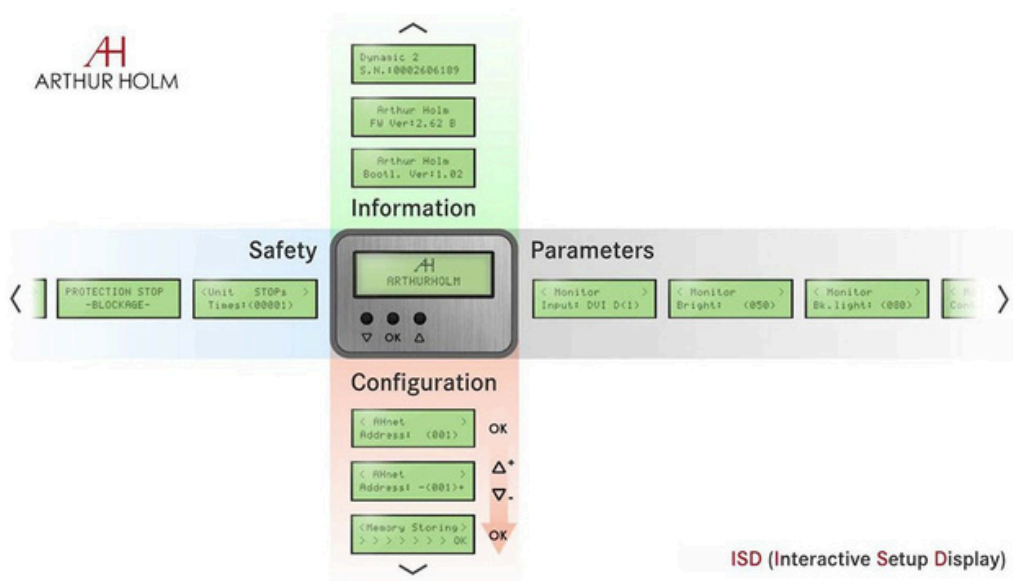 AH
ARTHUR HOLM
Dynamic 2
S.N.:0002606189
Arthur Holm
FW Ver:2.62 B
Arthur Holm
Bootl. Ver:1.02
Information
Safety
Parameters
PROTECTION STOP
-BLOCKAGE-
<Unit STOPs >
Times:(00001)
AH
ARTHURHOLM
▽ OK △
< Monitor >
Input: DVI D(1)
< Monitor >
Bright: (050)
< Monitor >
Bk.light: (080)
Configuration
< AHnet >
Address: (001)
OK
< AHnet >
Address: -(001)+
△+
▽-
<Memory Storing>
> > > > > > > OK
OK
ISD (Interactive Setup Display)